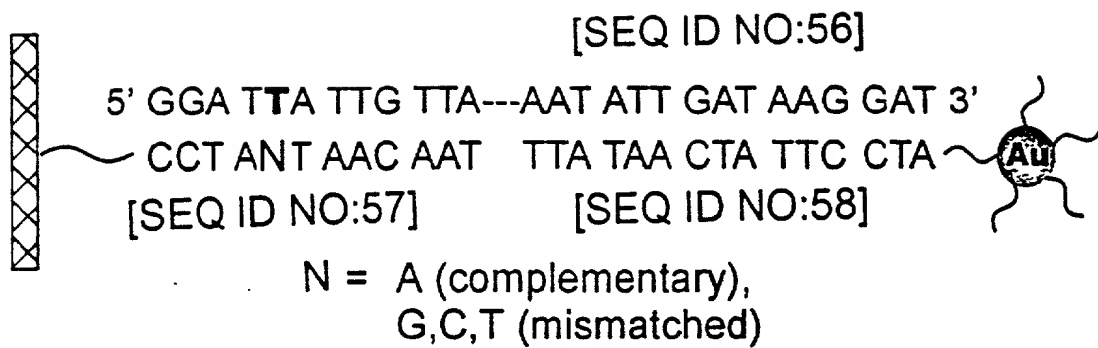 [SEQ ID NO:56]
5' GGA TTA TTG TTA---AAT ATT GAT AAG GAT 3'
CCT ANT AAC AAT TTA TAA CTA TTC CTA
Au
[SEQ ID NO:57] [SEQ ID NO:58]
N = A (complementary),
G,C,T (mismatched)